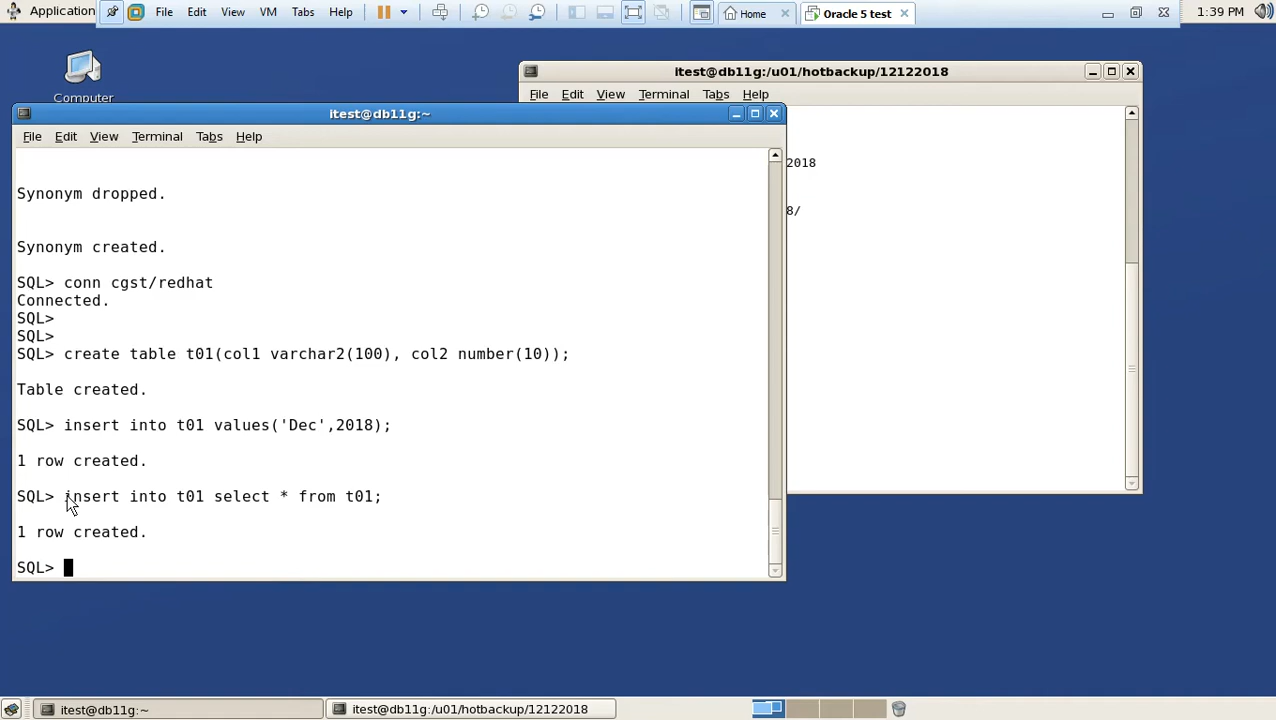 Application File Edit View VM Tabs Help Home Oracle 5 test 1:39 PM
Computer
itest@db11g:/u01/hotbackup/12122018
File Edit View Terminal Tabs Help
2018
8/
itest@db11g:~
File Edit View Terminal Tabs Help
Synonym dropped.
Synonym created.
SQL> conn cgst/redhat
Connected.
SQL>
SQL>
SQL> create table t01(col1 varchar2(100), col2 number(10));
Table created.
SQL> insert into t01 values('Dec',2018);
1 row created.
SQL> insert into t01 select * from t01;
1 row created.
SQL>
itest@db11g:~ itest@db11g:/u01/hotbackup/12122018